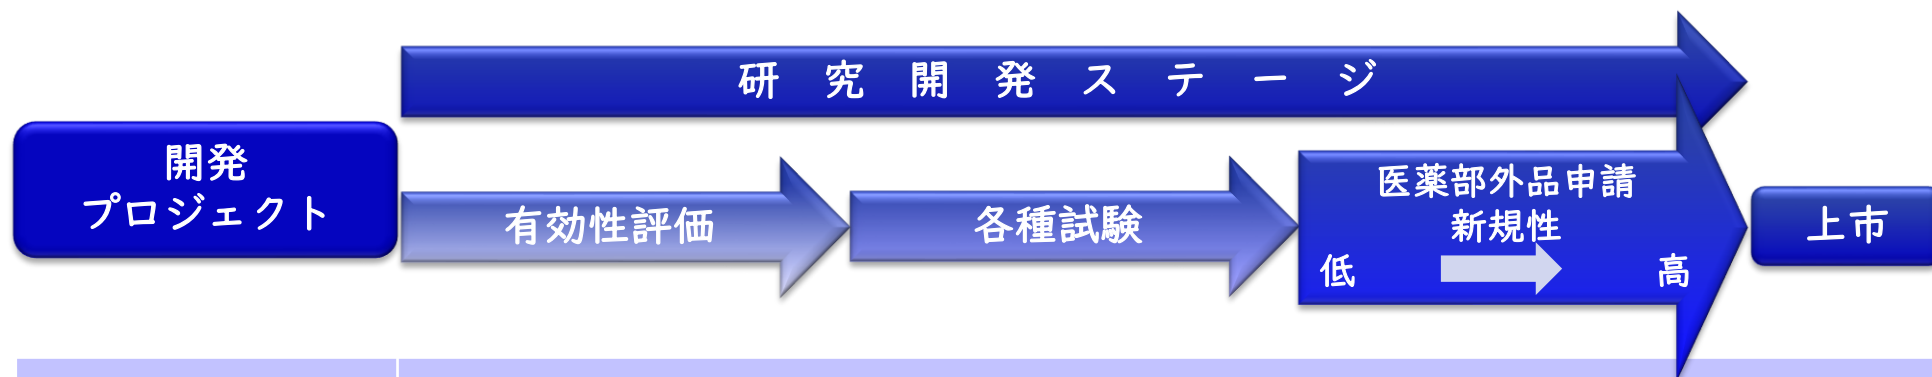 研究開発ステージ
開発
プロジェクト
有効性評価
各種試験
医薬部外品申請
新規性
低 高
上市